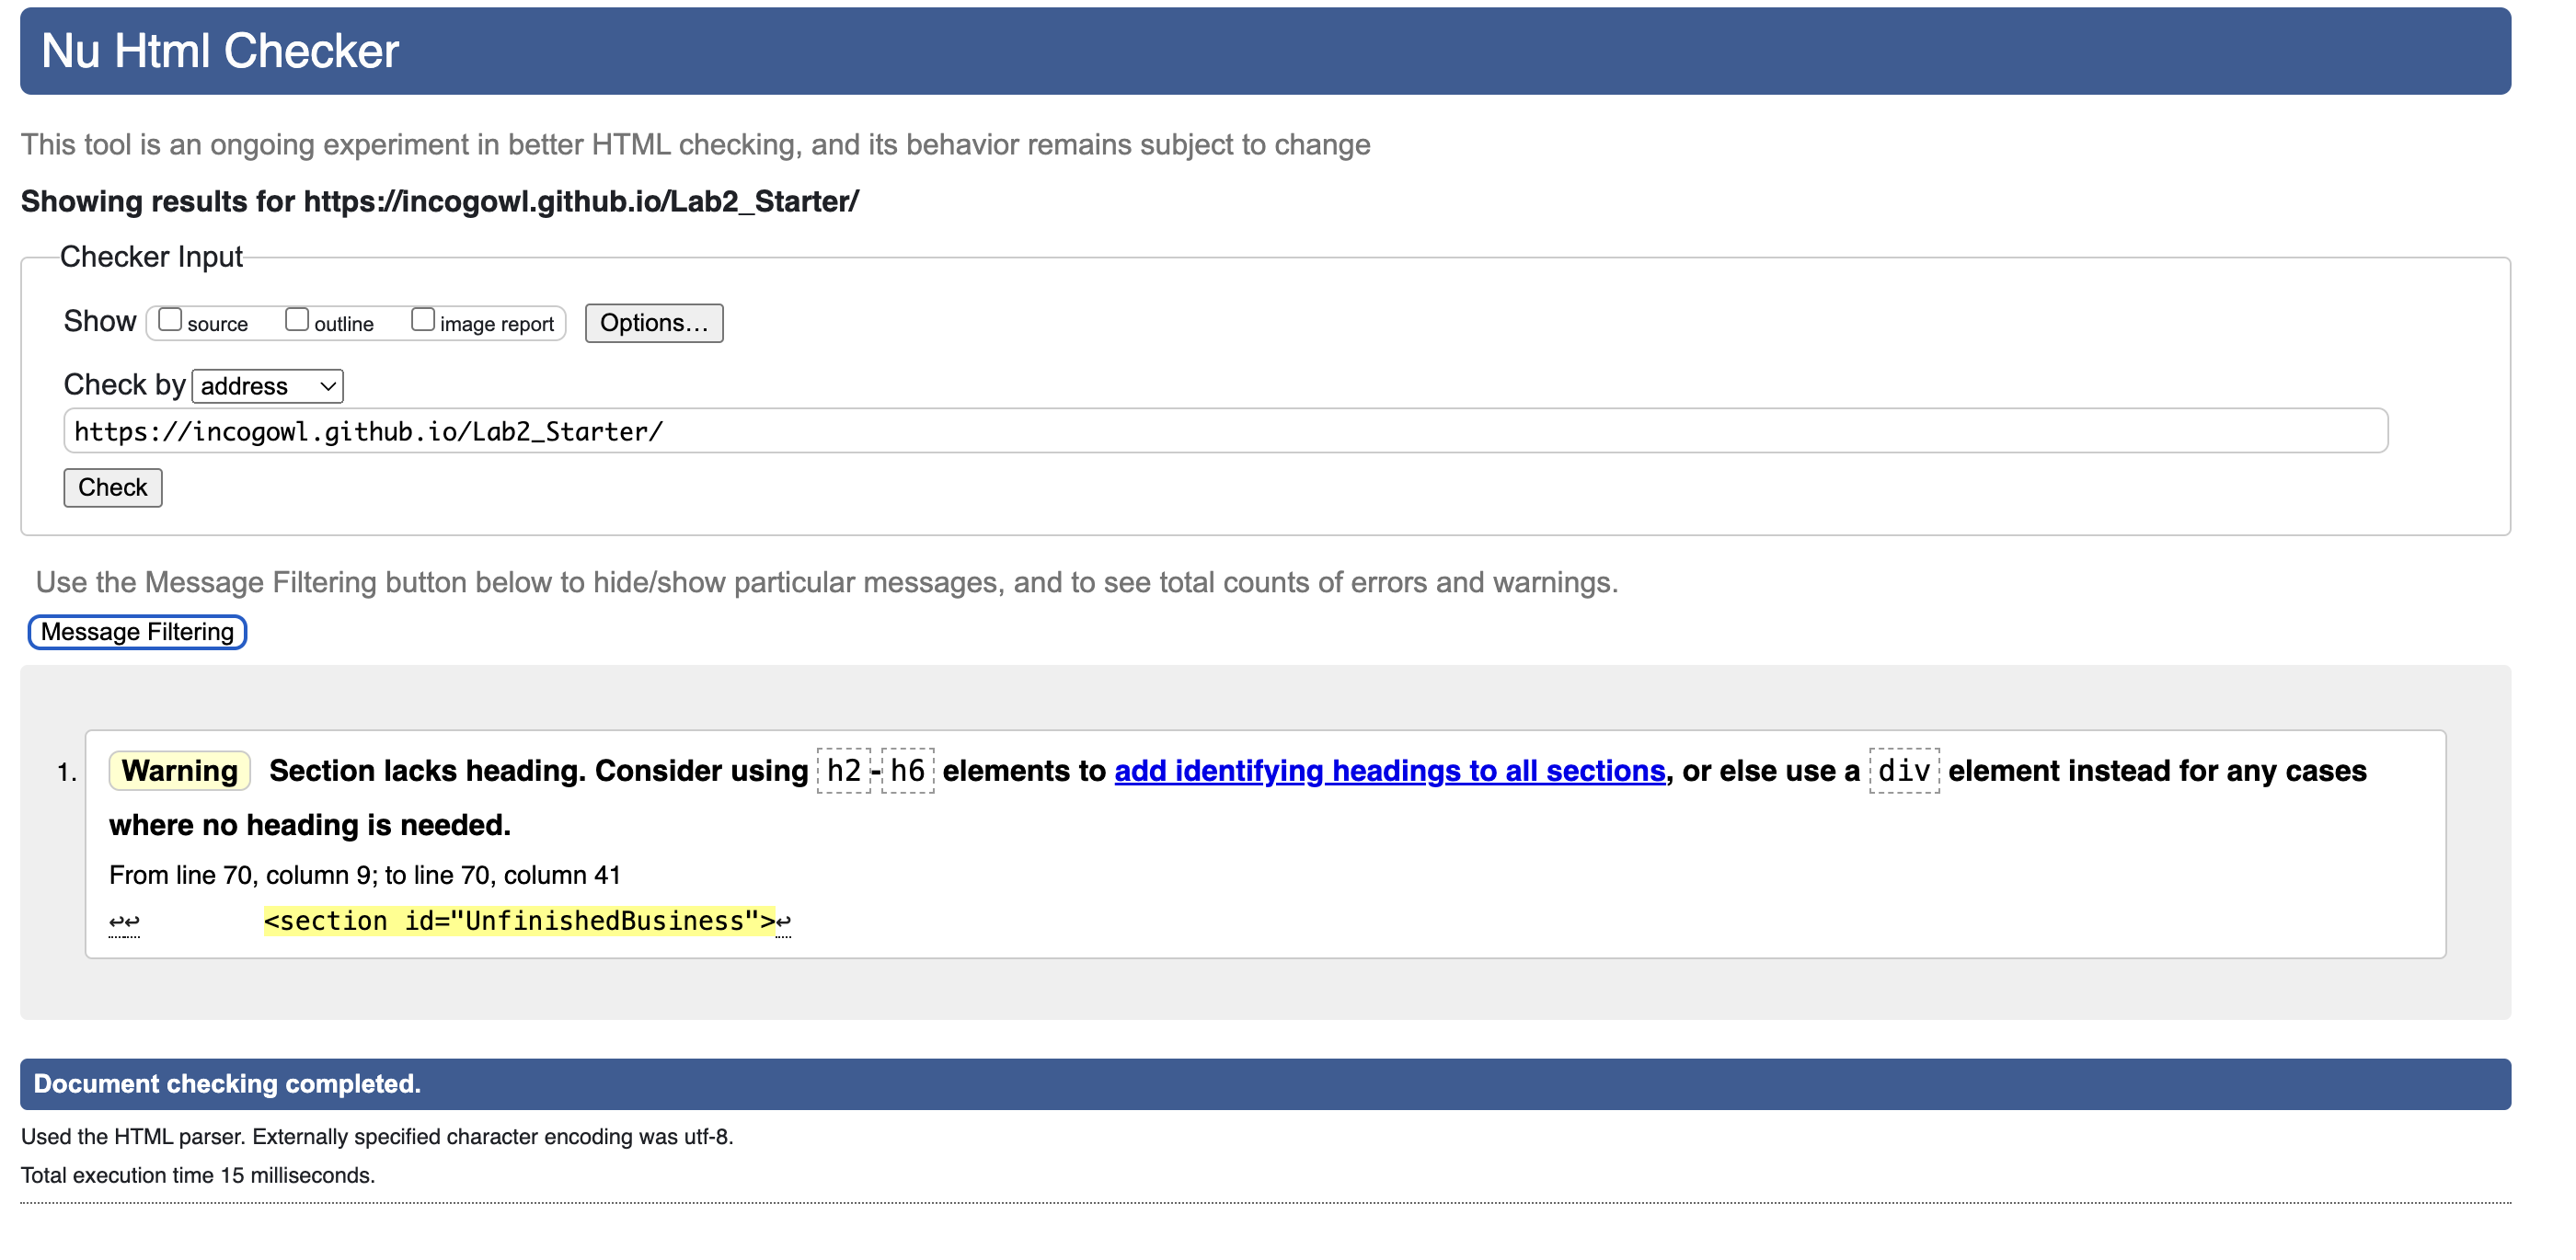 Nu Html Checker
This tool is an ongoing experiment in better HTML checking, and its behavior remains subject to change
Showing results for https://incogowl.github.io/Lab2_Starter/
Checker Input
Show source outline image report Options...
Check by address
https://incogowl.github.io/Lab2_Starter/
Check
Use the Message Filtering button below to hide/show particular messages, and to see total counts of errors and warnings.
Message Filtering
1. Warning Section lacks heading. Consider using h2-h6 elements to add identifying headings to all sections, or else use a div element instead for any cases
where no heading is needed.
From line 70, column 9; to line 70, column 41
↩↩ <section id="UnfinishedBusiness">↩
Document checking completed.
Used the HTML parser. Externally specified character encoding was utf-8.
Total execution time 15 milliseconds.